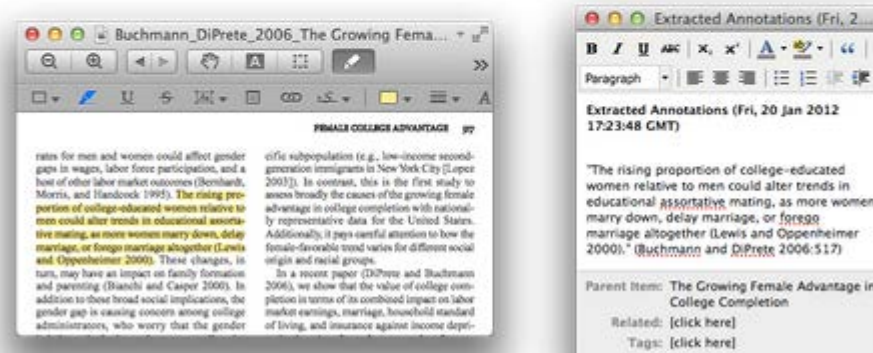 Buchmann_DiPrete_2006_The Growing Fema...
FEMALE COLLEGE ADVANTAGE 517
rates for men and women could affect gender
gaps in wages, labor force participation, and a
host of other labor market outcomes (Bernhardt,
Morris, and Handcock 1995). The rising pro-
portion of college-educated women relative to
men could alter trends in educational assorta-
tive mating, as more women marry down, delay
marriage, or forego marriage altogether (Lewis
and Oppenheimer 2000). These changes, in
turn, may have an impact on family formation
and parenting (Bianchi and Casper 2000). In
addition to these broad social implications, the
gender gap is causing concern among college
administrators, who worry that the gender
cific subpopulation (e.g., low-income second-
generation immigrants in New York City [Lopez
2003]). In contrast, this is the first study to
assess broadly the causes of the growing female
advantage in college completion with national-
ly representative data for the United States.
Additionally, it pays careful attention to how the
female-favorable trend varies for different social
origin and racial groups.
In a recent paper (DiPrete and Buchmann
2006), we show that the value of college com-
pletion in terms of its combined impact on labor
market earnings, marriage, household standard
of living, and insurance against income depri-
Extracted Annotations (Fri, 2...
B I U ABC x, x' A
Paragraph
Extracted Annotations (Fri, 20 Jan 2012
17:23:48 GMT)
"The rising proportion of college-educated
women relative to men could alter trends in
educational assortative mating, as more women
marry down, delay marriage, or forego
marriage altogether (Lewis and Oppenheimer
2000)." (Buchmann and DiPrete 2006:517)
Parent Item: The Growing Female Advantage in
College Completion
Related: [click here]
Tags: [click here]